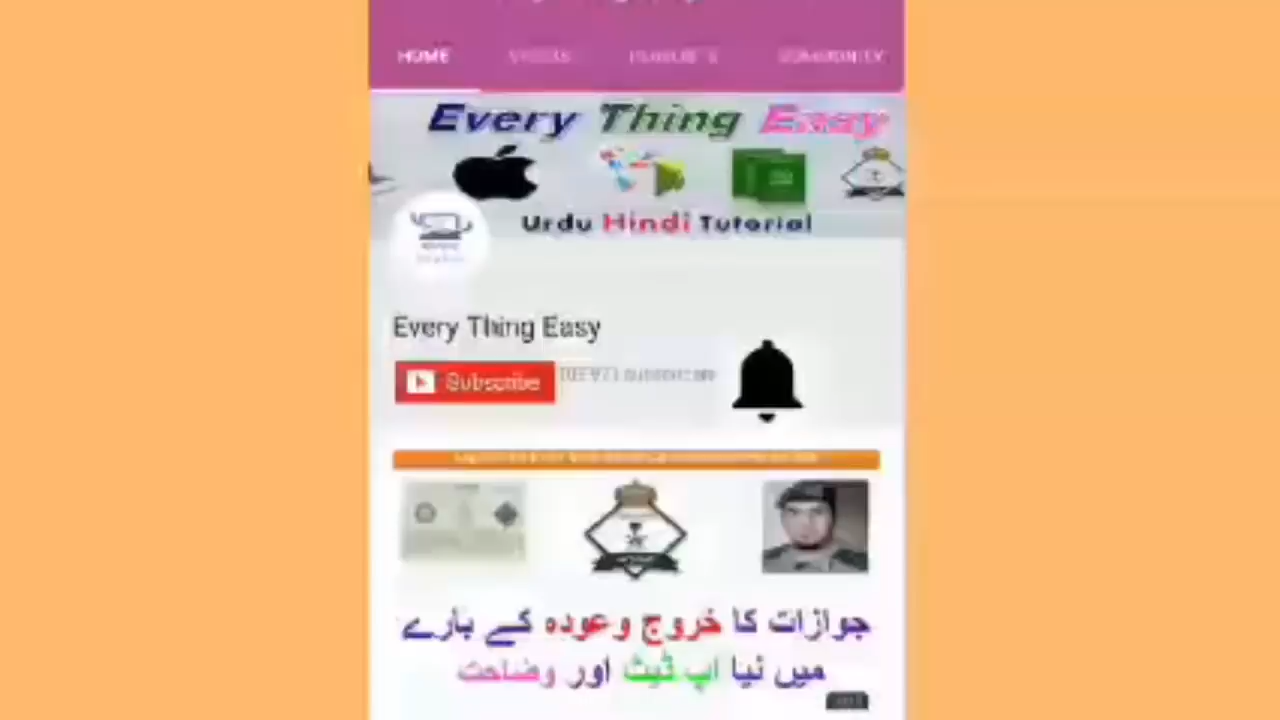 HOME VIDEOS PLAYLISTS COMMUNITY
Every Thing Easy
Urdu Hindi Tutorial
Every Thing Easy
Subscribe
جوازات کا خروج وعودہ کے بارے
میں نیا اپ ڈیٹ اور وضاحت